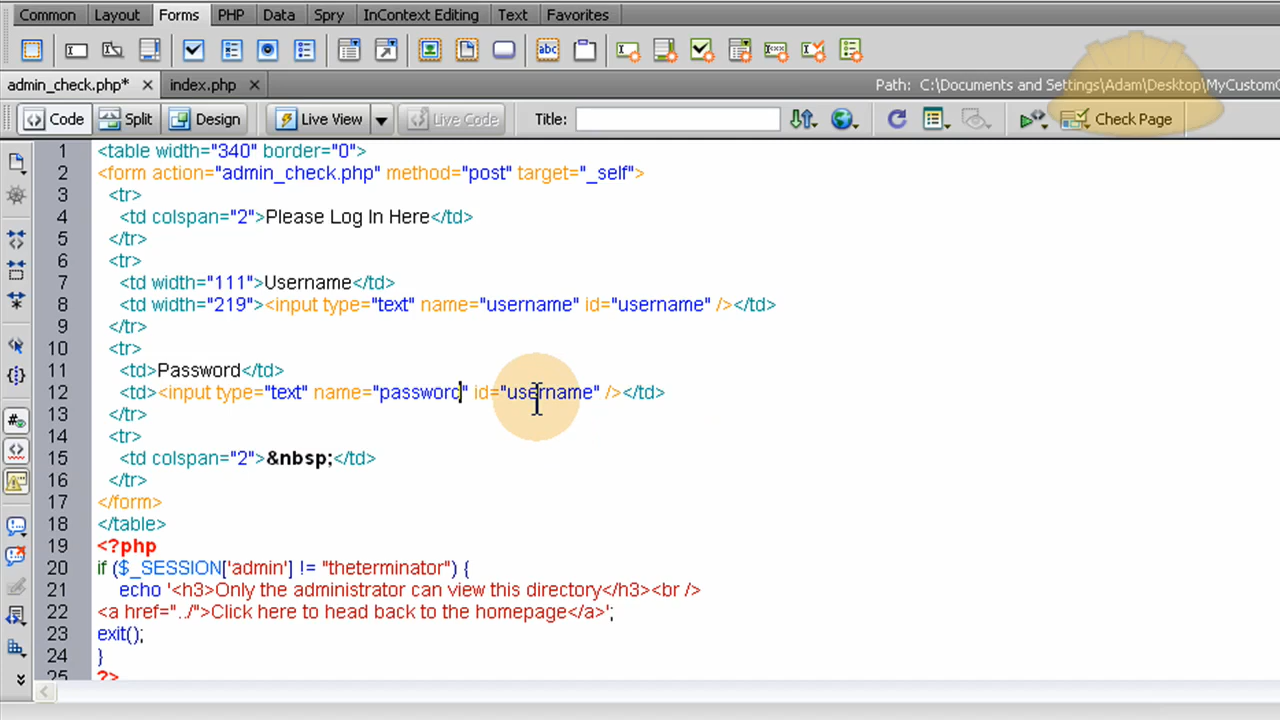 Common Layout Forms PHP Data Spry InContext Editing Text Favorites
abc
admin_check.php* index.php Path: C:\Documents and Settings\Adam\Desktop\MyCustom
Code Split Design Live View Live Code Title: Check Page
1 <table width="340" border="0">
2 <form action="admin_check.php" method="post" target="_self">
3 <tr>
4 <td colspan="2">Please Log In Here</td>
5 </tr>
6 <tr>
7 <td width="111">Username</td>
8 <td width="219"><input type="text" name="username" id="username" /></td>
9 </tr>
10 <tr>
11 <td>Password</td>
12 <td><input type="text" name="password" id="username" /></td>
13 </tr>
14 <tr>
15 <td colspan="2">&nbsp;</td>
16 </tr>
17 </form>
18 </table>
19 <?php
20 if ($_SESSION['admin'] != "theterminator") {
21 echo '<h3>Only the administrator can view this directory</h3><br />
22 <a href="../">Click here to head back to the homepage</a>';
23 exit();
24 }
25 ?>